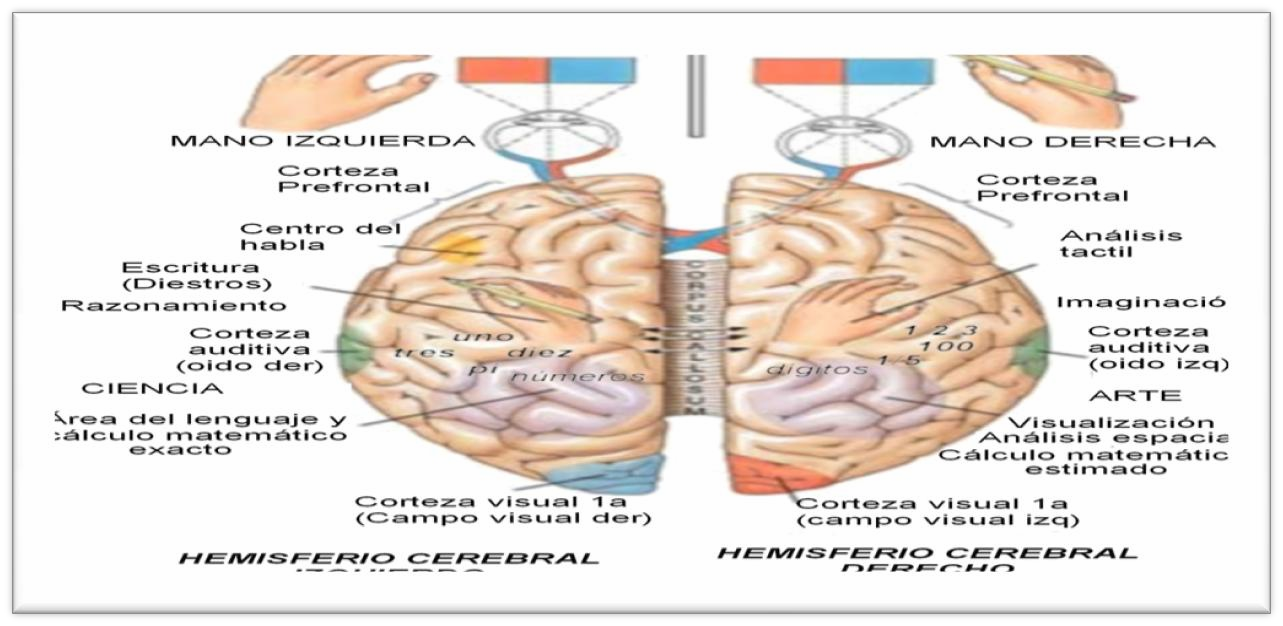 MANO IZQUIERDA
Corteza
Prefrontal
Centro del
habla
Escritura
(Diestros)
Razonamiento
Corteza
auditiva
(oido der)
CIENCIA
Área del lenguaje y
cálculo matemático
exacto
Corteza visual 1a
(Campo visual der)
HEMISFERIO CEREBRAL
IZQUIERDO
uno
tres diez
pi números
CORPUS CALLOSUM
MANO DERECHA
Corteza
Prefrontal
Análisis
tactil
Imaginació
Corteza
auditiva
(oido izq)
ARTE
Visualización
Análisis espacia
Cálculo matemátic
estimado
1 2 3
100
1/5
dígitos
Corteza visual 1a
(campo visual izq)
HEMISFERIO CEREBRAL
DERECHO